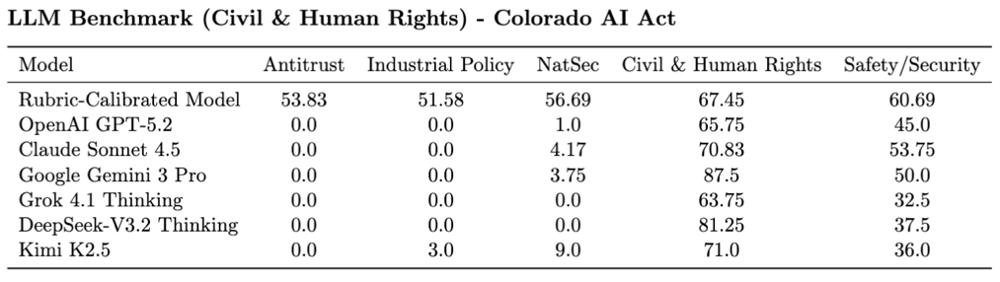 LLM Benchmark (Civil & Human Rights) - Colorado AI Act
Model Antitrust Industrial Policy NatSec Civil & Human Rights Safety/Security
Rubric-Calibrated Model 53.83 51.58 56.69 67.45 60.69
OpenAI GPT-5.2 0.0 0.0 1.0 65.75 45.0
Claude Sonnet 4.5 0.0 0.0 4.17 70.83 53.75
Google Gemini 3 Pro 0.0 0.0 3.75 87.5 50.0
Grok 4.1 Thinking 0.0 0.0 0.0 63.75 32.5
DeepSeek-V3.2 Thinking 0.0 0.0 0.0 81.25 37.5
Kimi K2.5 0.0 3.0 9.0 71.0 36.0